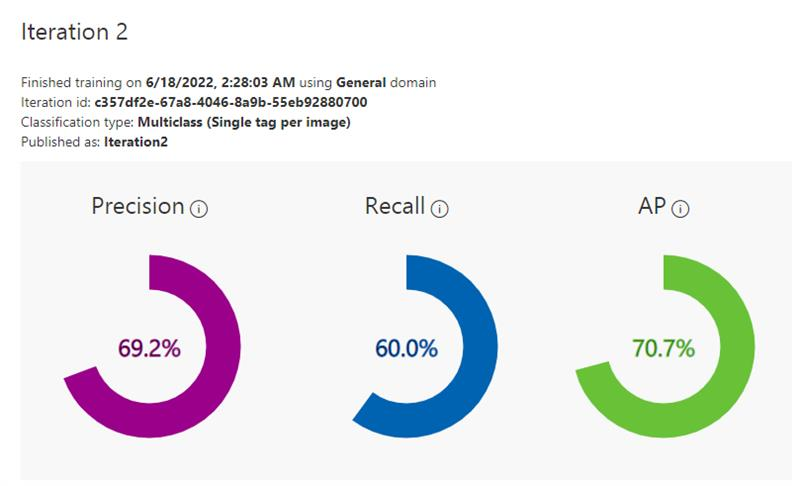 Iteration 2
Finished training on 6/18/2022, 2:28:03 AM using General domain
Iteration id: c357df2e-67a8-4046-8a9b-55eb92880700
Classification type: Multiclass (Single tag per image)
Published as: Iteration2
Precision Recall AP
69.2% 60.0% 70.7%